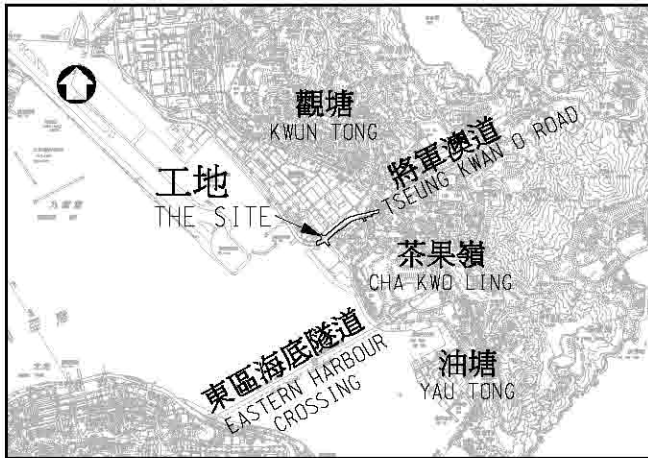 觀塘
KWUN TONG
將軍澳道
TSEUNG KWAN O ROAD
工地
THE SITE
茶果嶺
CHA KWO LING
東區海底隧道
EASTERN HARBOUR
CROSSING
油塘
YAU TONG